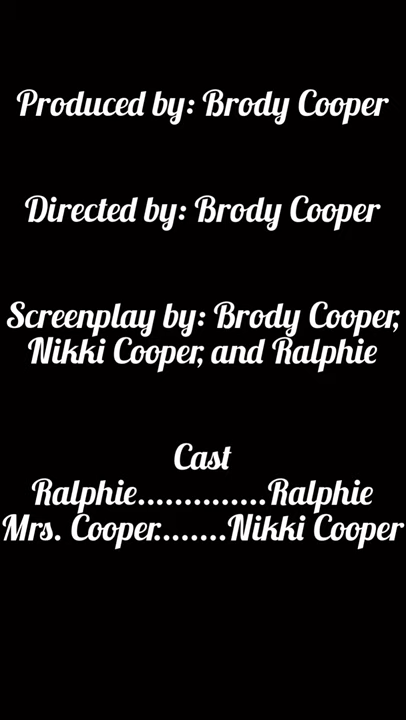 Produced by: Brody Cooper
Directed by: Brody Cooper
Screenplay by: Brody Cooper,
Nikki Cooper, and Ralphie
Cast
Ralphie..............Ralphie
Mrs. Cooper........Nikki Cooper